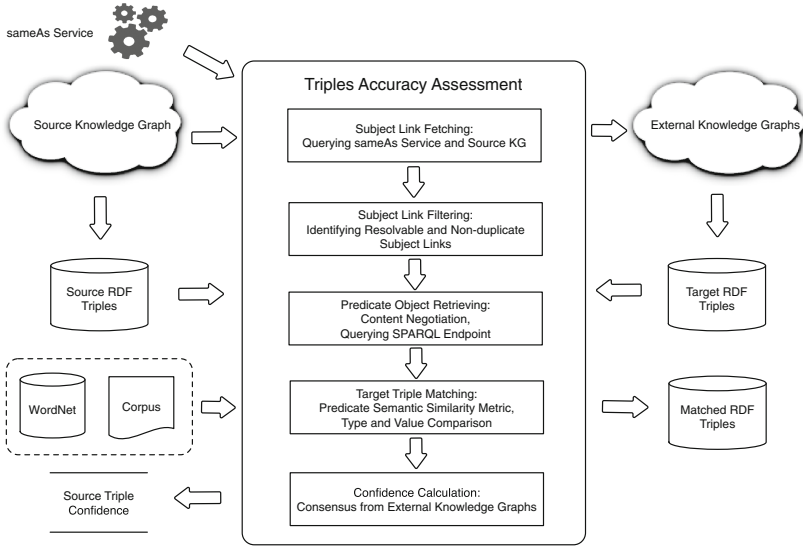 sameAs Service
Source Knowledge Graph
Triples Accuracy Assessment
External Knowledge Graphs
Subject Link Fetching:
Querying sameAs Service and Source KG
Subject Link Filtering:
Identifying Resolvable and Non-duplicate
Subject Links
Source RDF
Triples
Predicate Object Retrieving:
Content Negotiation,
Querying SPARQL Endpoint
Target RDF
Triples
WordNet
Corpus
Target Triple Matching:
Predicate Semantic Similarity Metric,
Type and Value Comparison
Matched RDF
Triples
Source Triple
Confidence
Confidence Calculation:
Consensus from External Knowledge Graphs